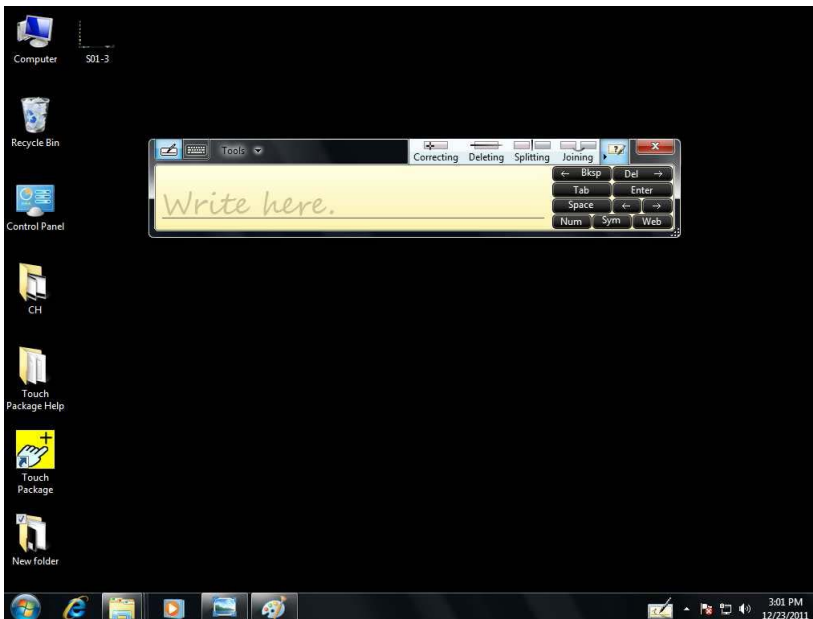 Computer
S01-3
Recycle Bin
Tools
Correcting Deleting Splitting Joining
← Bksp Del →
Tab Enter
Space ← →
Num Sym Web
Write here.
Control Panel
CH
Touch
Package Help
Touch
Package
New folder
3:01 PM
12/23/2011